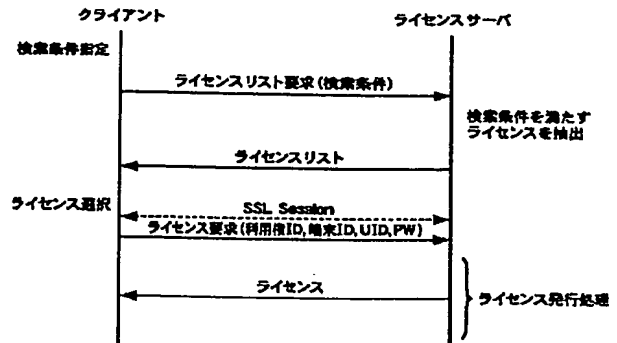 クライアント
ライセンスサーバ
検索条件指定
ライセンスリスト要求(検索条件)
検索条件を満たす
ライセンスを抽出
ライセンスリスト
ライセンス選択
SSL Session
ライセンス要求(利用権ID,端末ID,UID,PW)
ライセンス
ライセンス発行処理